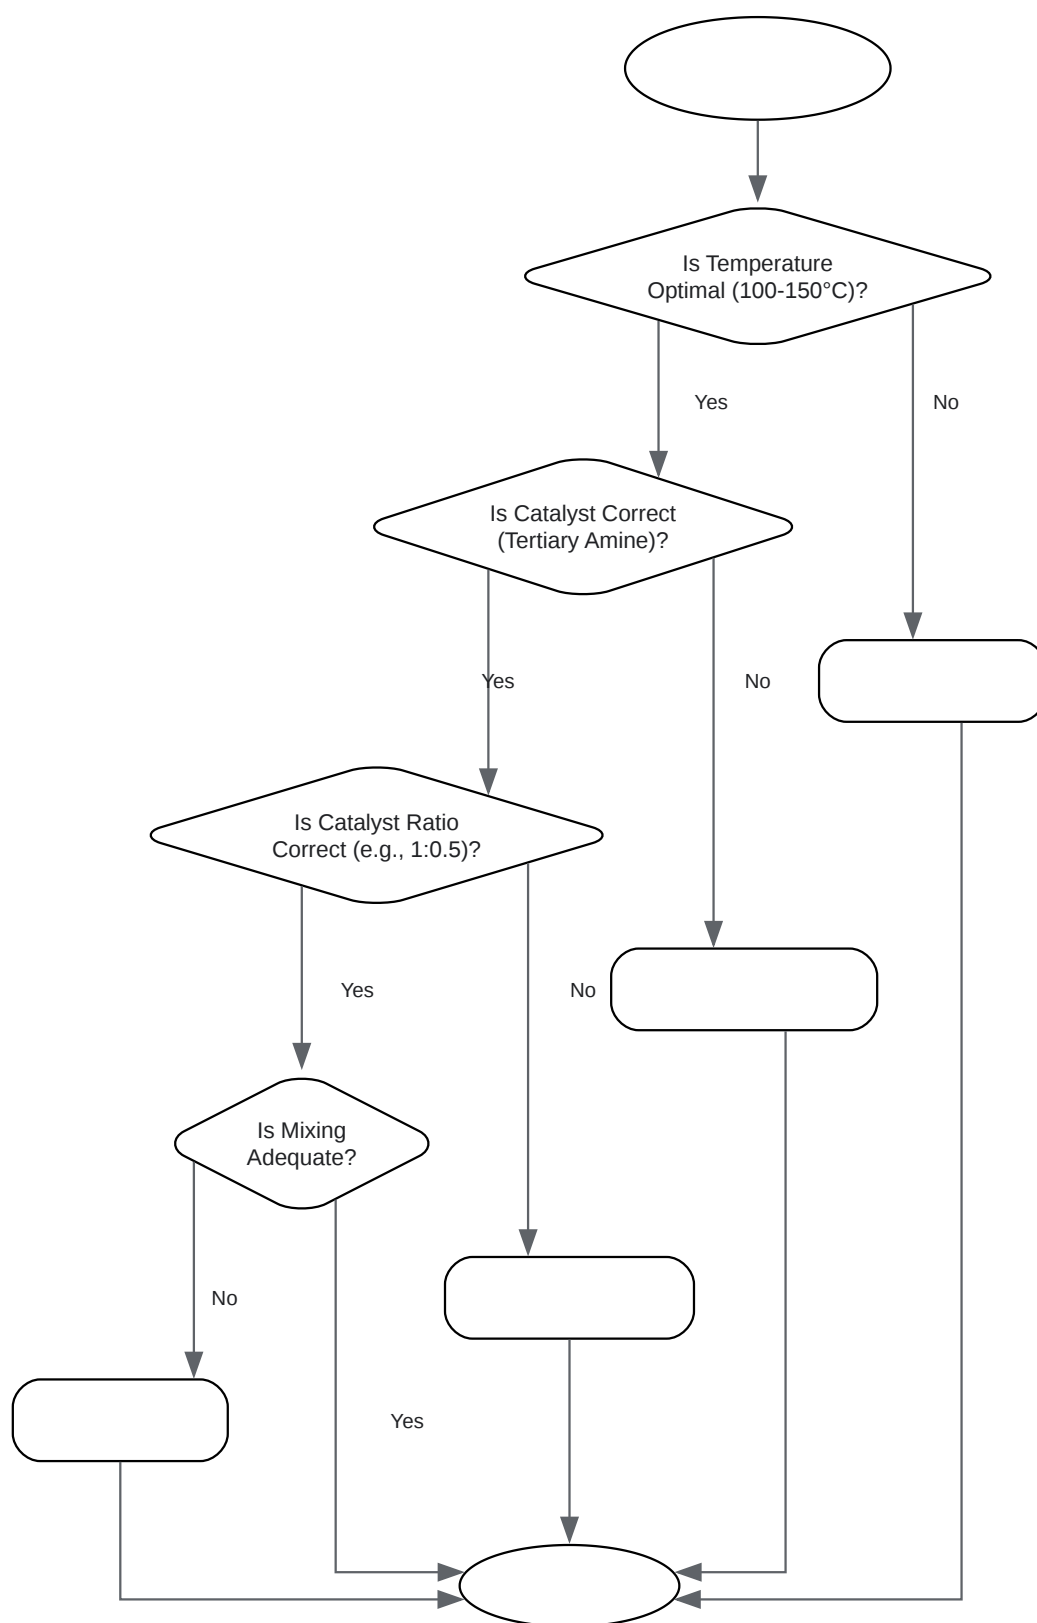 Is Temperature
Optimal (100-150°C)?
Yes
No
Is Catalyst Correct
(Tertiary Amine)?
Yes
No
Is Catalyst Ratio
Correct (e.g., 1:0.5)?
Yes
No
Is Mixing
Adequate?
No
Yes